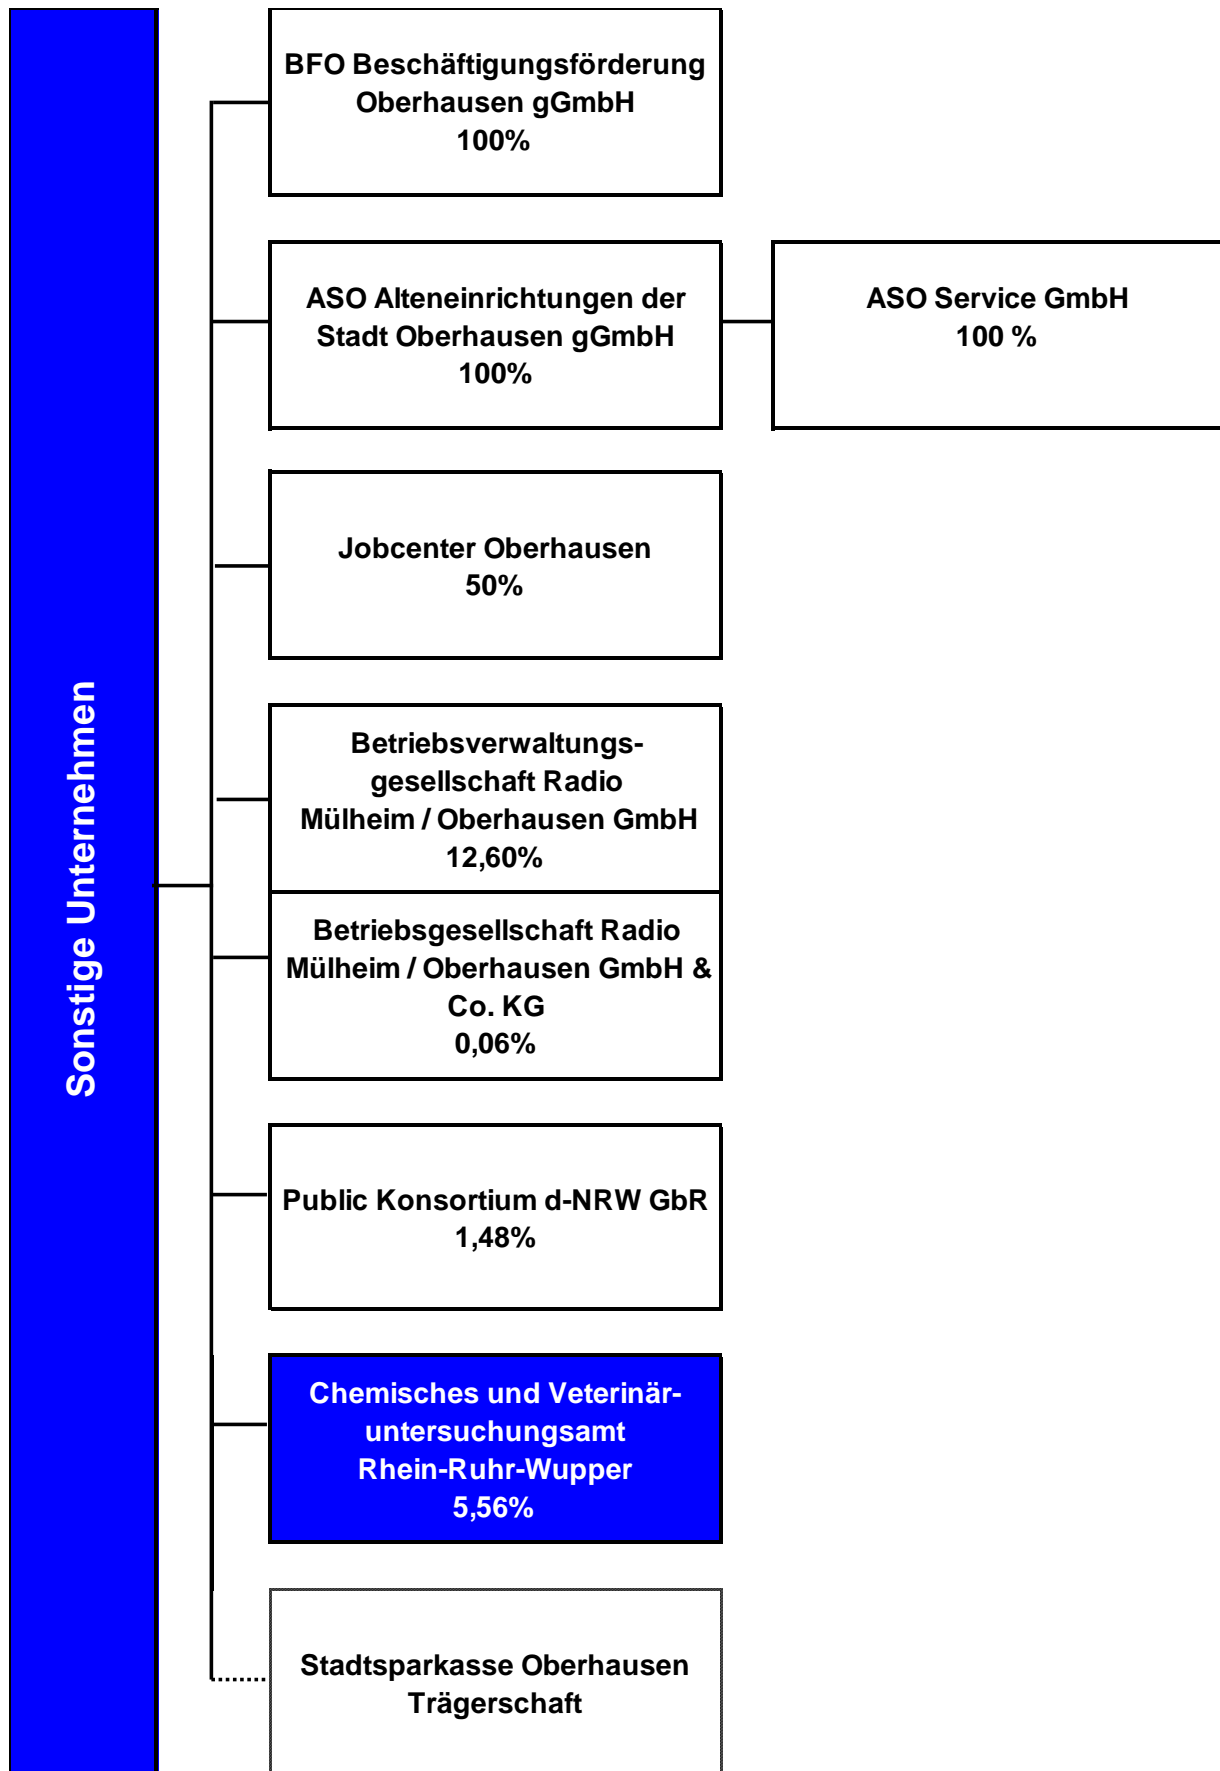 Sonstige Unternehmen
BFO Beschäftigungsförderung
Oberhausen gGmbH
100%
ASO Alteneinrichtungen der
Stadt Oberhausen gGmbH
100%
ASO Service GmbH
100 %
Jobcenter Oberhausen
50%
Betriebsverwaltungs-
gesellschaft Radio
Mülheim / Oberhausen GmbH
12,60%
Betriebsgesellschaft Radio
Mülheim / Oberhausen GmbH &
Co. KG
0,06%
Public Konsortium d-NRW GbR
1,48%
Chemisches und Veterinär-
untersuchungsamt
Rhein-Ruhr-Wupper
5,56%
Stadtsparkasse Oberhausen
Trägerschaft